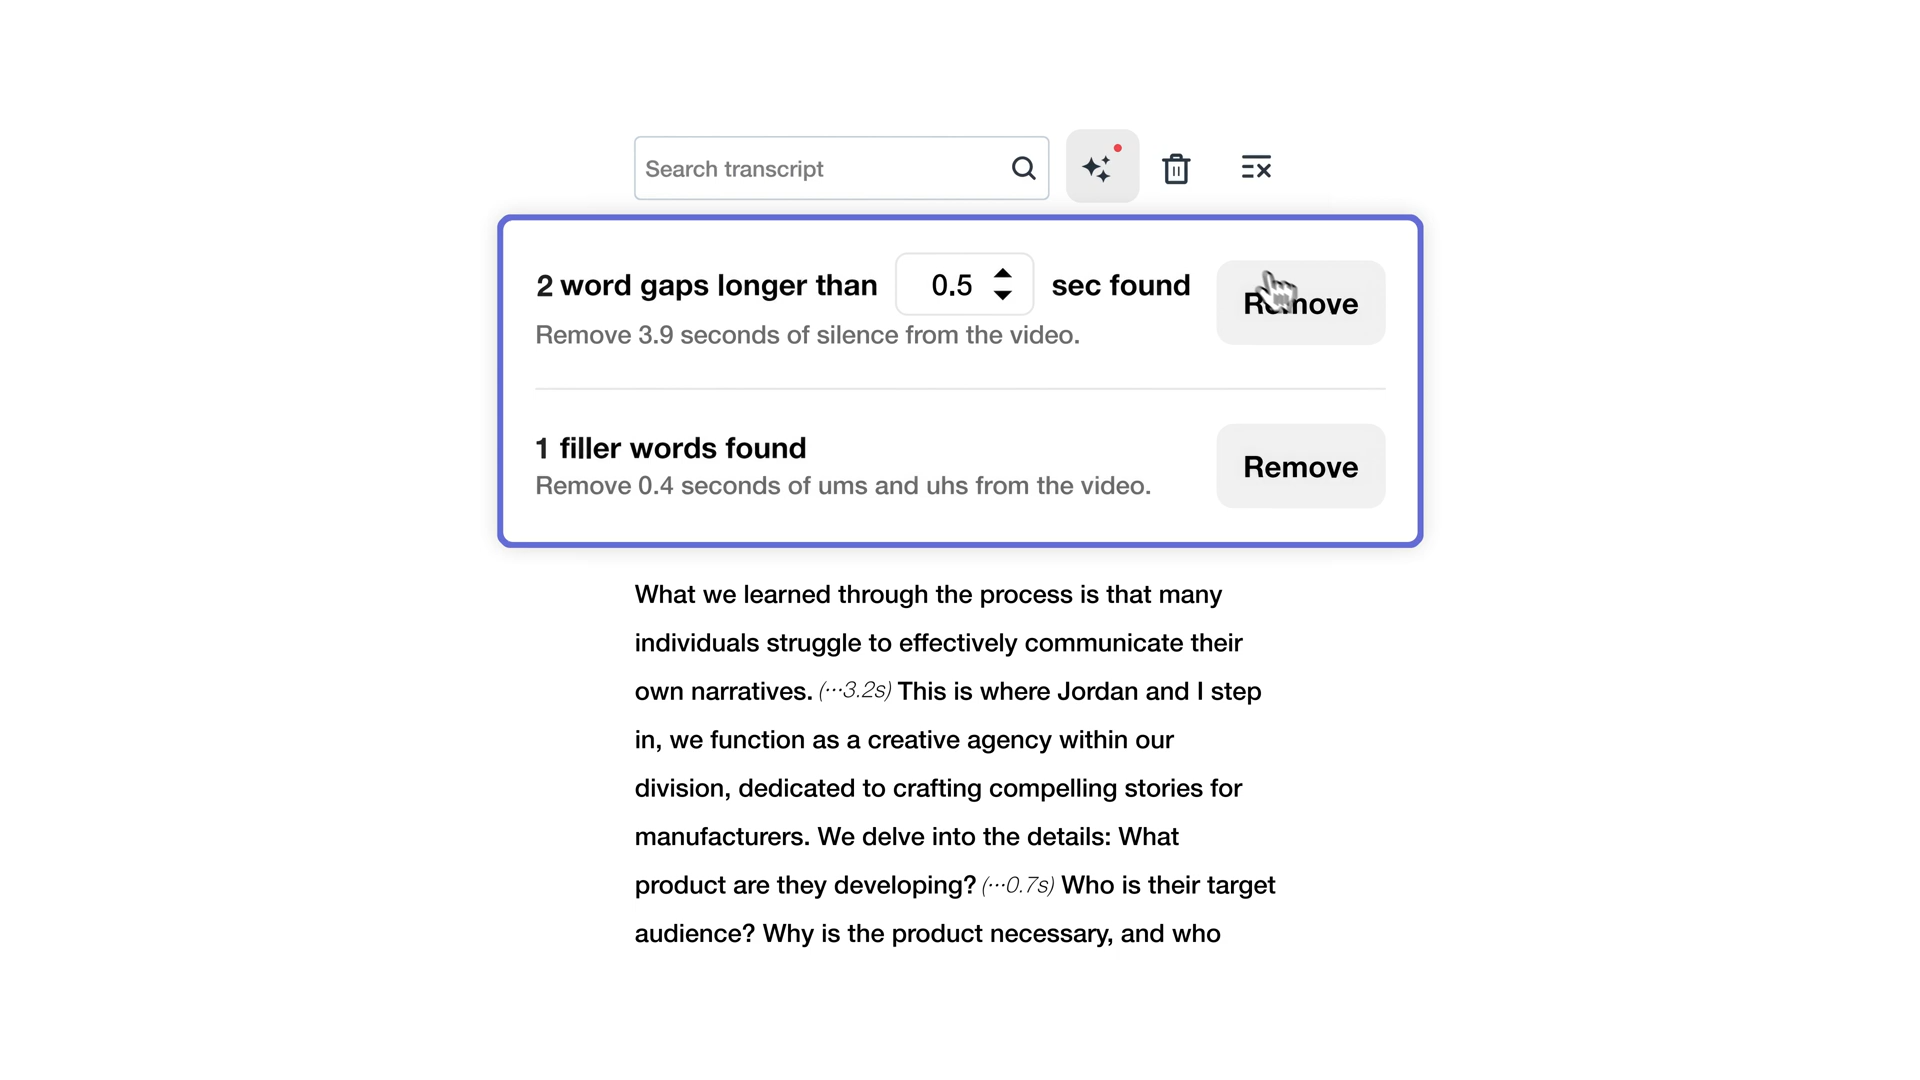 Search transcript
2 word gaps longer than 0.5 sec found
Remove 3.9 seconds of silence from the video.
Remove
1 filler words found
Remove 0.4 seconds of ums and uhs from the video.
Remove
What we learned through the process is that many
individuals struggle to effectively communicate their
own narratives. (···3.2s) This is where Jordan and I step
in, we function as a creative agency within our
division, dedicated to crafting compelling stories for
manufacturers. We delve into the details: What
product are they developing? (···0.7s) Who is their target
audience? Why is the product necessary, and who